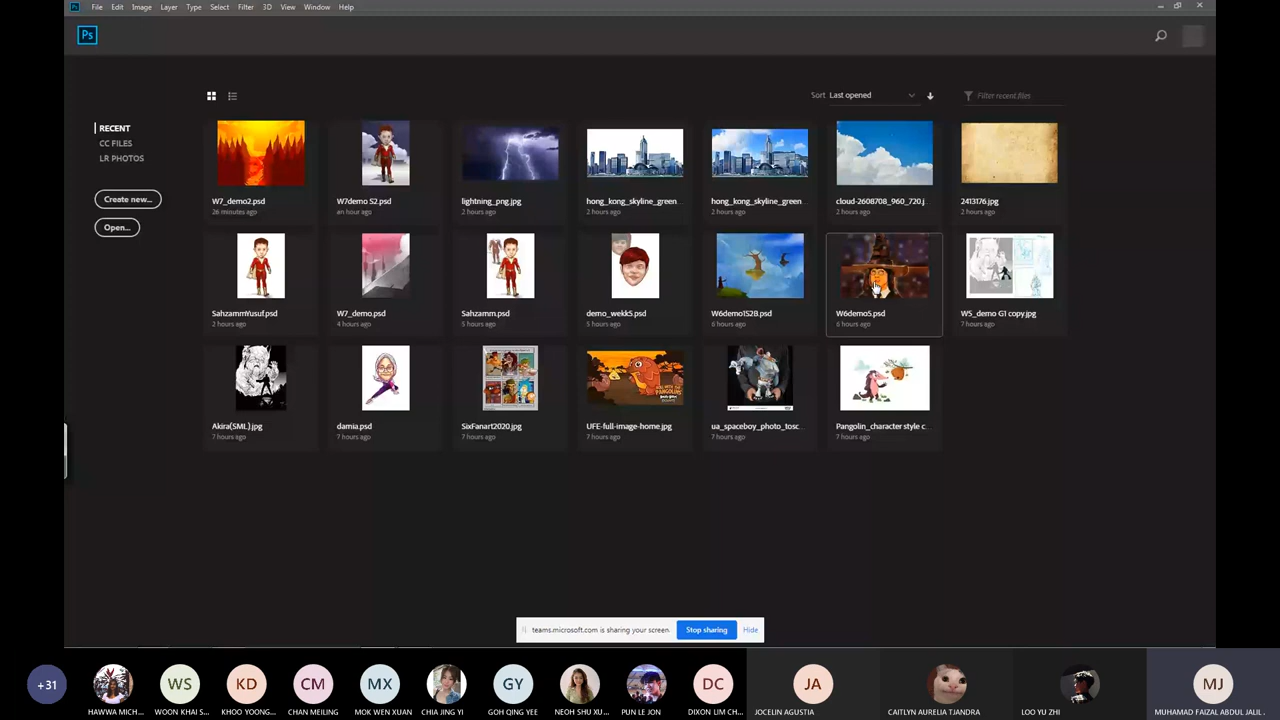 Ps File Edit Image Layer Type Select Filter 3D View Window Help
Ps
Sort Last opened
Filter recent files
RECENT
CC FILES
LR PHOTOS
Create new...
Open...
W7_demo2.psd
26 minutes ago
W7demo S2.psd
an hour ago
lightning_png.jpg
2 hours ago
hong_kong_skyline_green...
2 hours ago
hong_kong_skyline_green...
2 hours ago
cloud-2608708_960_720.j
2 hours ago
2413176.jpg
2 hours ago
SahzammYusuf.psd
2 hours ago
W7_demo.psd
4 hours ago
Sahzamm.psd
5 hours ago
demo_wekk5.psd
5 hours ago
W6demo1S2B.psd
6 hours ago
W6demo5.psd
6 hours ago
W5_demo G1 copy.jpg
7 hours ago
Akira(SML).jpg
7 hours ago
damia.psd
7 hours ago
SixFanart2020.jpg
7 hours ago
UFE-full-image-home.jpg
7 hours ago
ua_spaceboy_photo_tosc...
7 hours ago
Pangolin_character style c...
7 hours ago
teams.microsoft.com is sharing your screen.
Stop sharing
Hide
+31
WS
KD
CM
MX
GY
DC
JA
MJ
HAWWA MICH...
WOON KHAI S...
KHOO YOONG...
CHAN MEILING
MOK WEN XUAN
CHIA JING YI
GOH QING YEE
NEOH SHU XU...
PUN LE JON
DIXON LIM CH...
JOCELIN AGUSTIA
CAITLYN AURELIA TJANDRA
LOO YU ZHI
MUHAMAD FAIZAL ABDUL JALIL .